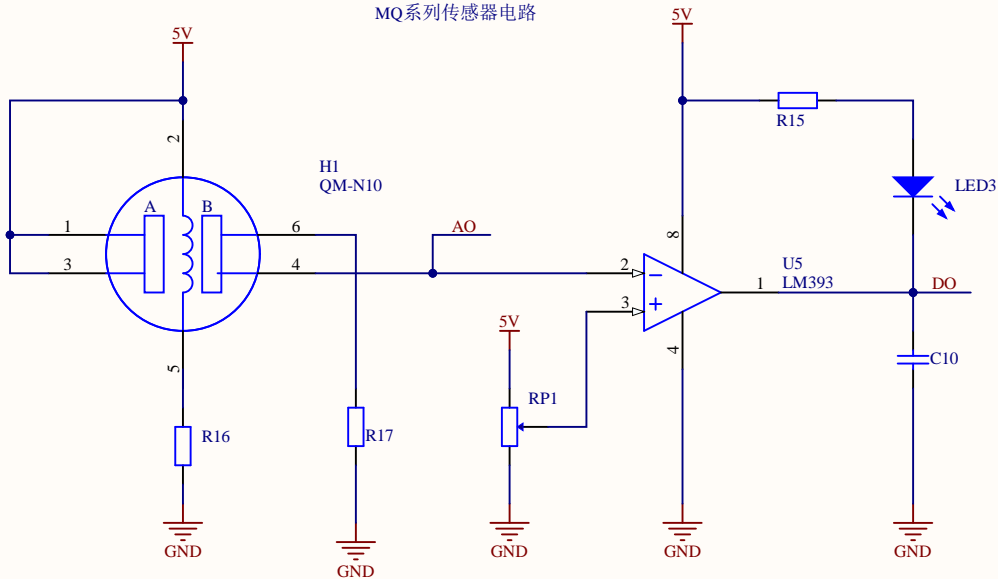 MQ系列传感器电路
5V
5V
2
R15
H1
QM-N10
LED3
A
B
1
6
AO
8
3
4
2
U5
LM393
1
DO
3
5V
4
5
C10
RP1
R16
R17
GND
GND
GND
GND
GND